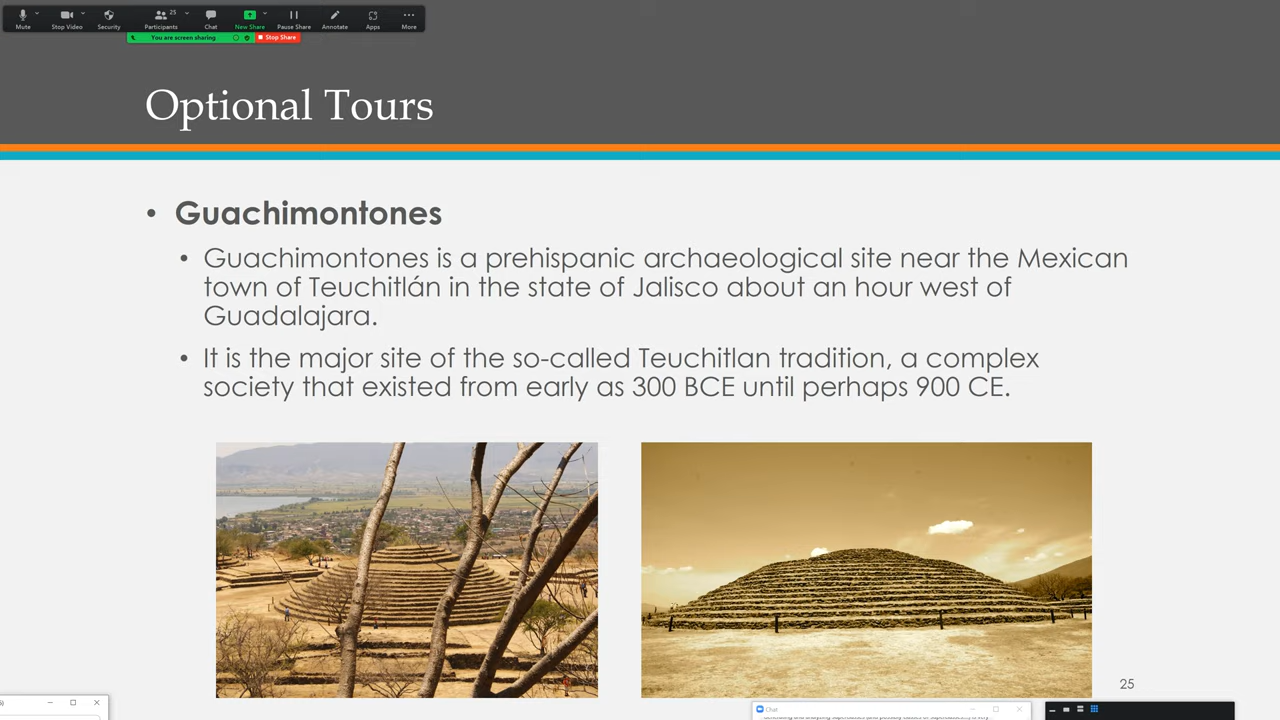 25
Mute
Stop Video
Security
Participants
Chat
New Share
Pause Share
Annotate
Apps
More
You are screen sharing
Stop Share
Optional Tours
• Guachimontones
• Guachimontones is a prehispanic archaeological site near the Mexican
town of Teuchitlán in the state of Jalisco about an hour west of
Guadalajara.
• It is the major site of the so-called Teuchitlan tradition, a complex
society that existed from early as 300 BCE until perhaps 900 CE.
25
Chat